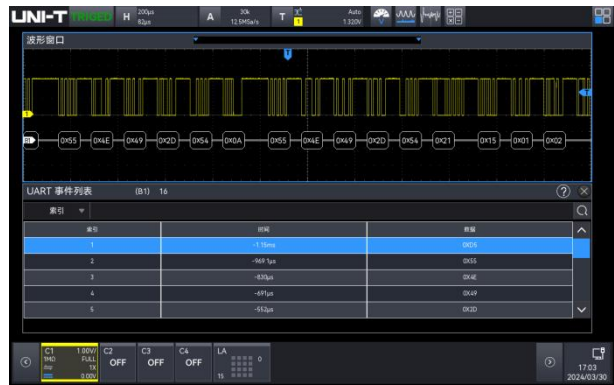 UNI-T TRIGED H 200μs 82μs A 30k 12.5MSa/s T 1 Auto 1.320V
波形窗口
T
1 T
B1 0X55 0X4E 0X49 0X2D 0X54 0X0A 0X55 0X4E 0X49 0X2D 0X54 0X21 0X15 0X01 0X02
UART 事件列表 (B1) 16
索引
索引 时间 数据
1 -1.15ms 0XD5
2 -969.1μs 0X55
3 -830μs 0X4E
4 -691μs 0X49
5 -552μs 0X2D
C1 1.00V/ C2 C3 C4 LA
1MΩ FULL OFF OFF OFF 0
1X
0.00V 15
17:03
2024/03/30